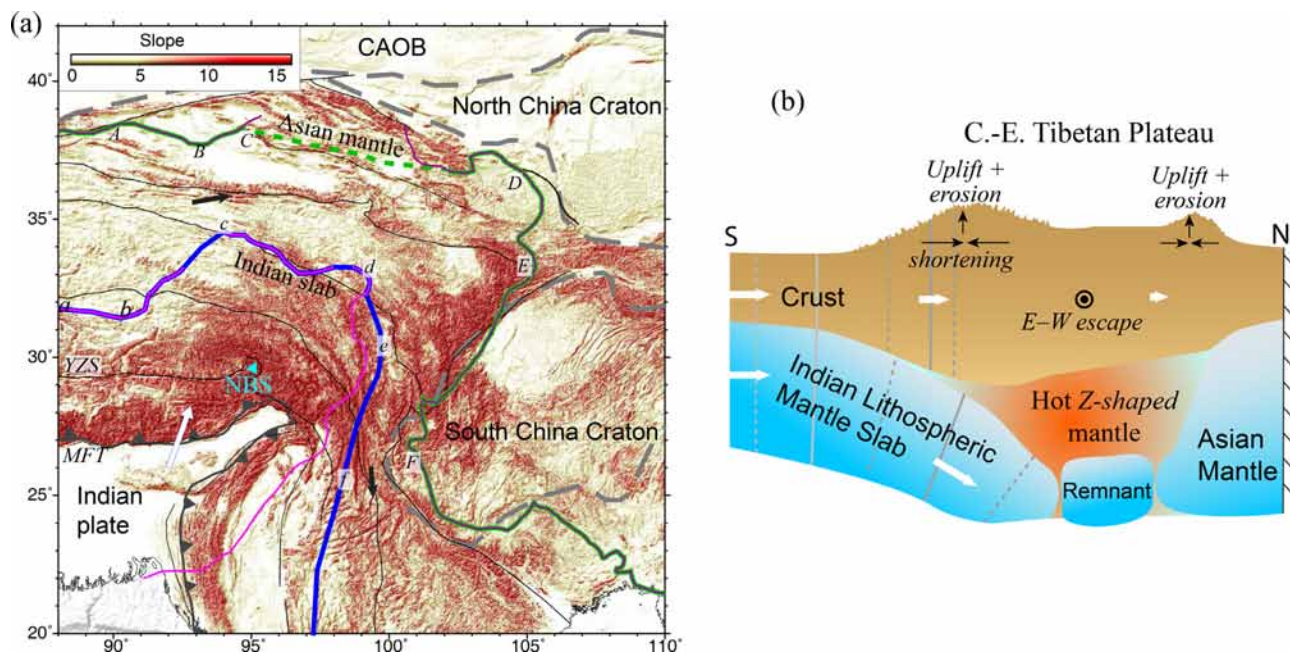 (a)
Slope
0 5 10 15
CAOB
40°
North China Craton
A
B
C
Asian mantle
D
35°
c
E
Indian slab
d
a
b
30°
e
YZS
NBS
South China Craton
MFT
F
Indian
plate
25°
f
20°
90° 95° 100° 105° 110°
(b)
C.-E. Tibetan Plateau
Uplift +
erosion
Uplift +
erosion
S
N
shortening
Crust
E–W escape
Indian Lithospheric
Mantle Slab
Hot Z-shaped
mantle
Asian
Mantle
Remnant